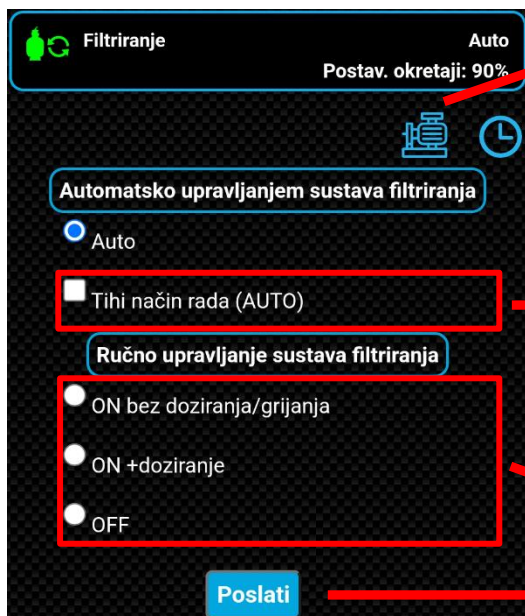 Filtriranje
Auto
Postav. okretaji: 90%
Automatsko upravljanjem sustava filtriranja
Auto
Tihi način rada (AUTO)
Ručno upravljanje sustava filtriranja
ON bez doziranja/grijanja
ON +doziranje
OFF
Poslati